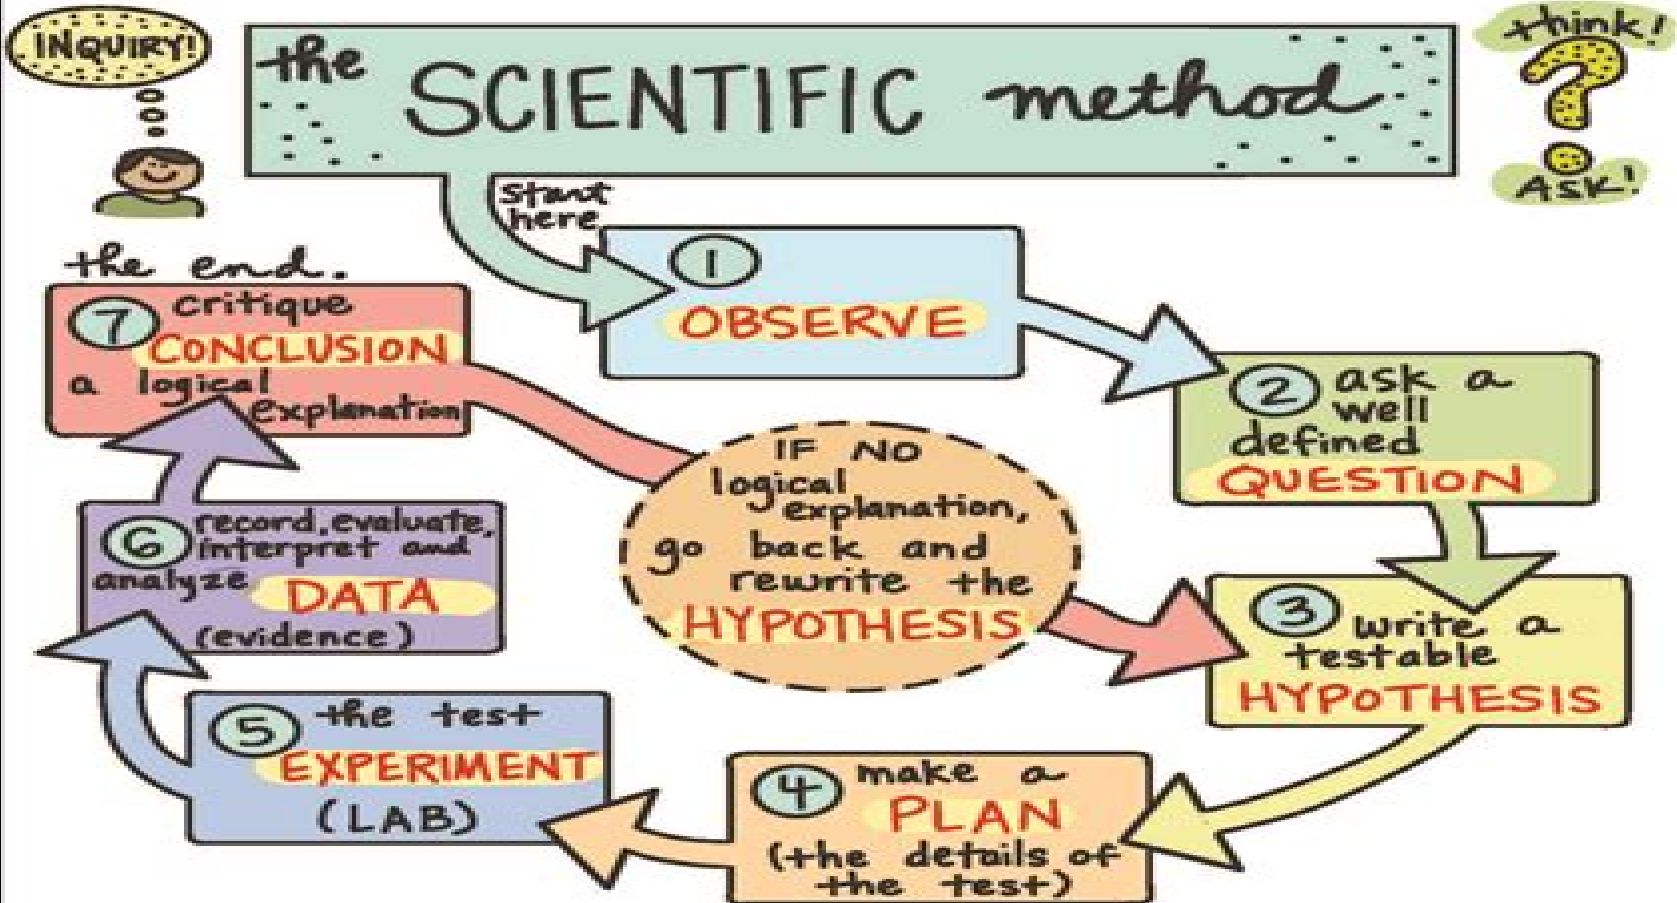 INQUIRY!
the SCIENTIFIC method
think!
?
ASK!
start
here
1
OBSERVE
2 ask a
well
defined
QUESTION
3 write a
testable
HYPOTHESIS
4 make a
PLAN
(the details of
the test)
5 the test
EXPERIMENT
(LAB)
6 record, evaluate,
interpret and
analyze DATA
(evidence)
the end.
7 critique
CONCLUSION
a logical
explanation
IF NO
logical
explanation,
go back and
rewrite the
HYPOTHESIS